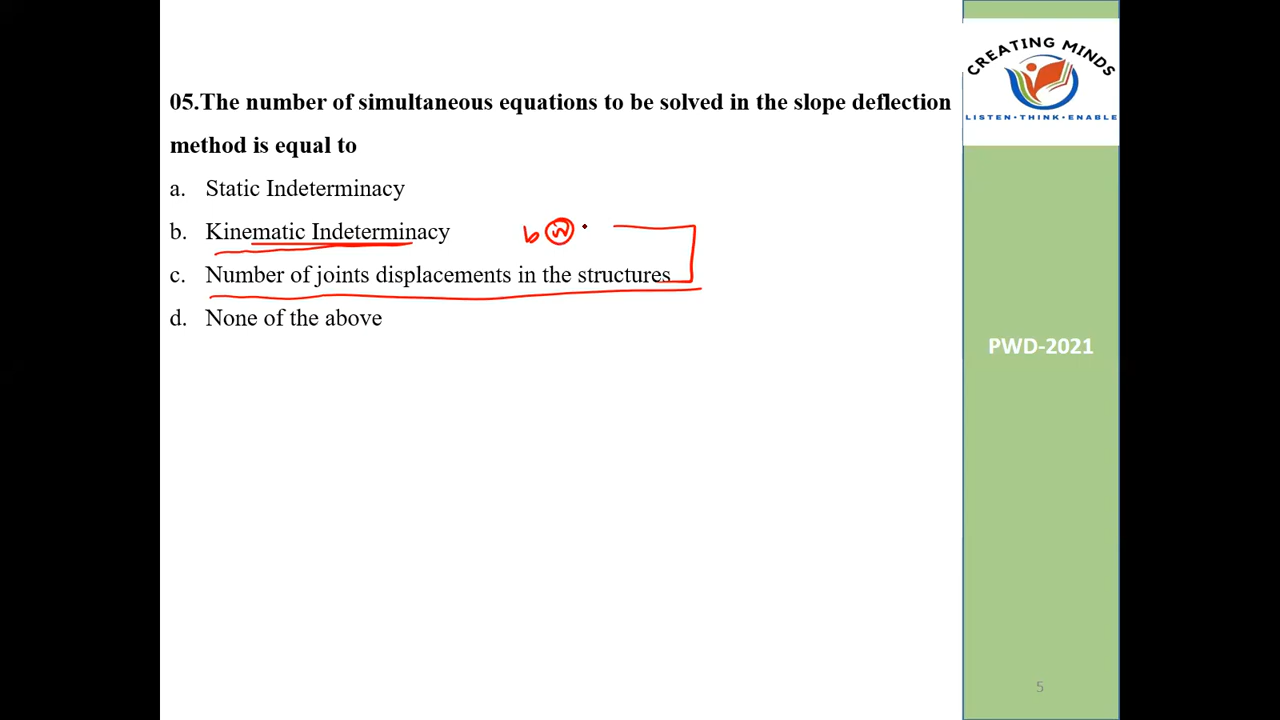 CREATING MINDS
LISTEN•THINK•ENABLE
05.The number of simultaneous equations to be solved in the slope deflection
method is equal to
a. Static Indeterminacy
b. Kinematic Indeterminacy
c. Number of joints displacements in the structures
d. None of the above
PWD-2021
5